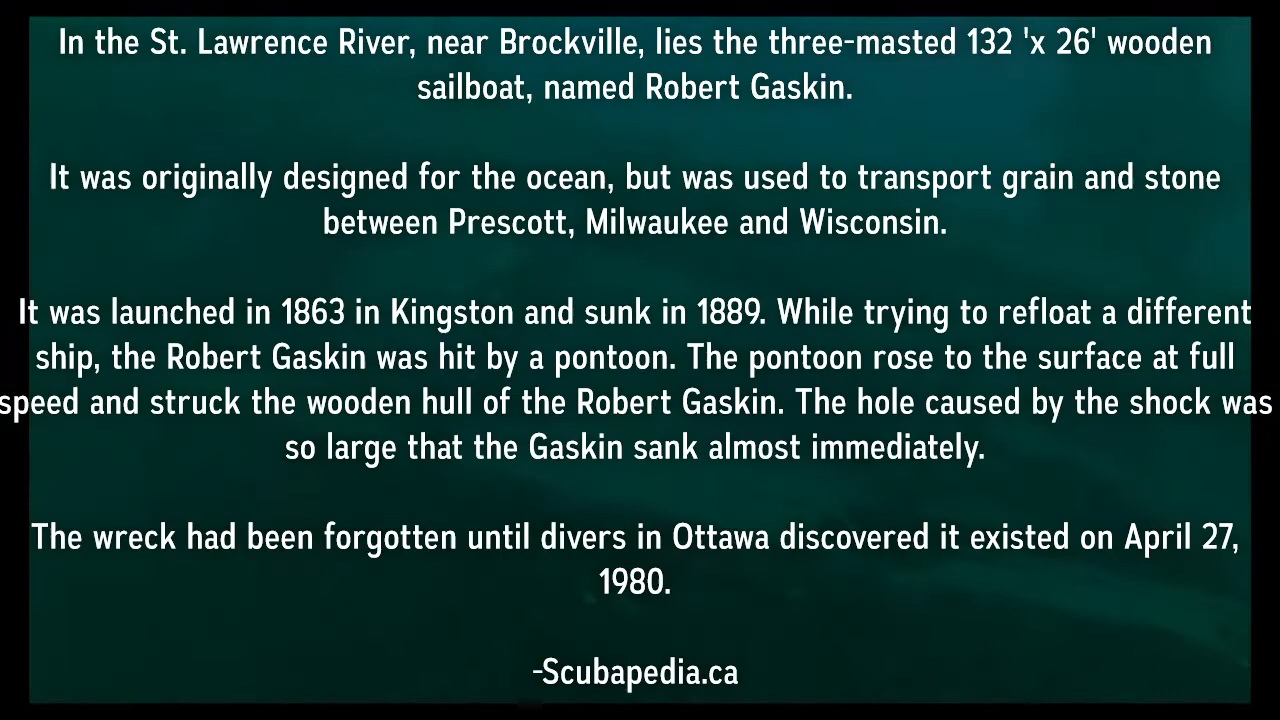 In the St. Lawrence River, near Brockville, lies the three-masted 132 'x 26' wooden
sailboat, named Robert Gaskin.
It was originally designed for the ocean, but was used to transport grain and stone
between Prescott, Milwaukee and Wisconsin.
It was launched in 1863 in Kingston and sunk in 1889. While trying to refloat a different
ship, the Robert Gaskin was hit by a pontoon. The pontoon rose to the surface at full
speed and struck the wooden hull of the Robert Gaskin. The hole caused by the shock was
so large that the Gaskin sank almost immediately.
The wreck had been forgotten until divers in Ottawa discovered it existed on April 27,
1980.
-Scubapedia.ca